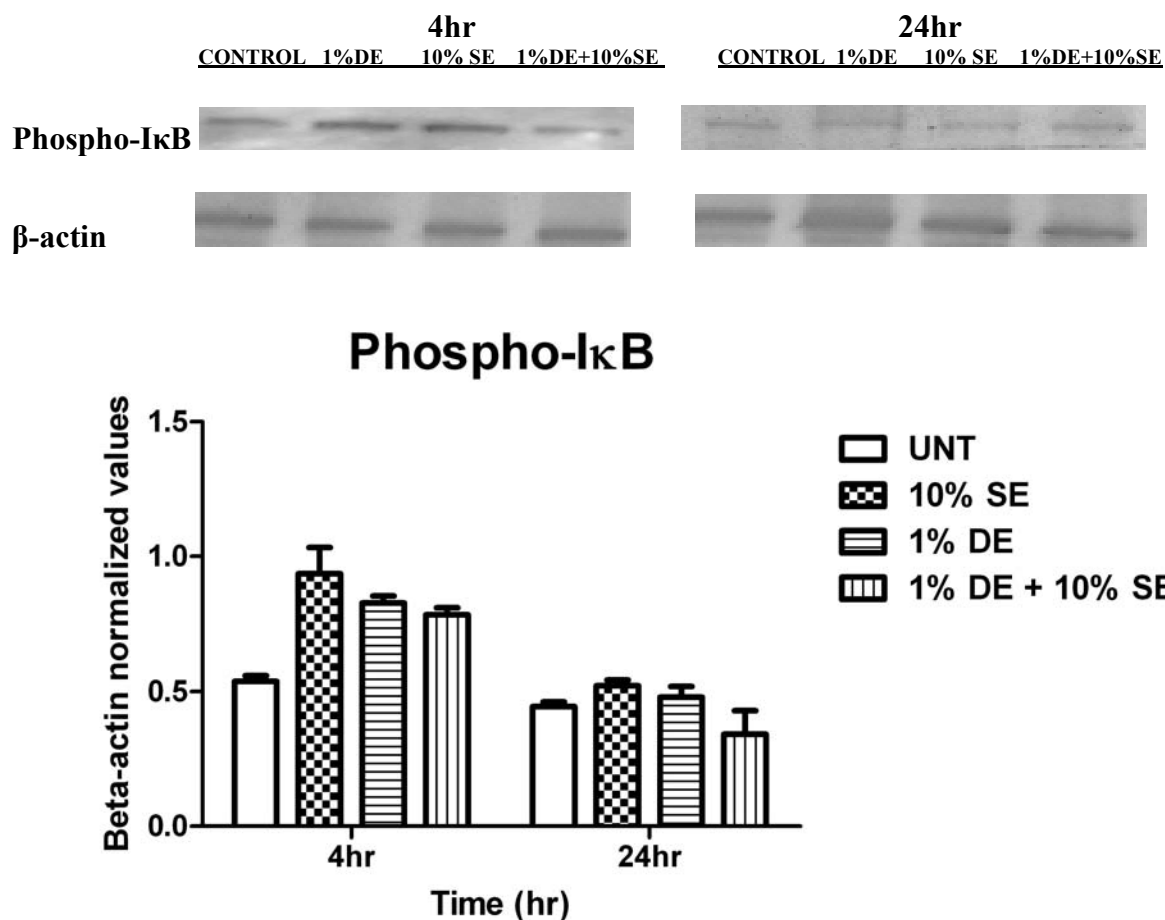 4hr 24hr
CONTROL 1%DE 10% SE 1%DE+10%SE CONTROL 1%DE 10% SE 1%DE+10%SE
Phospho-IκB
β-actin
Phospho-IκB
Beta-actin normalized values
1.5
1.0
0.5
0.0
4hr 24hr
Time (hr)
UNT
10% SE
1% DE
1% DE + 10% SE